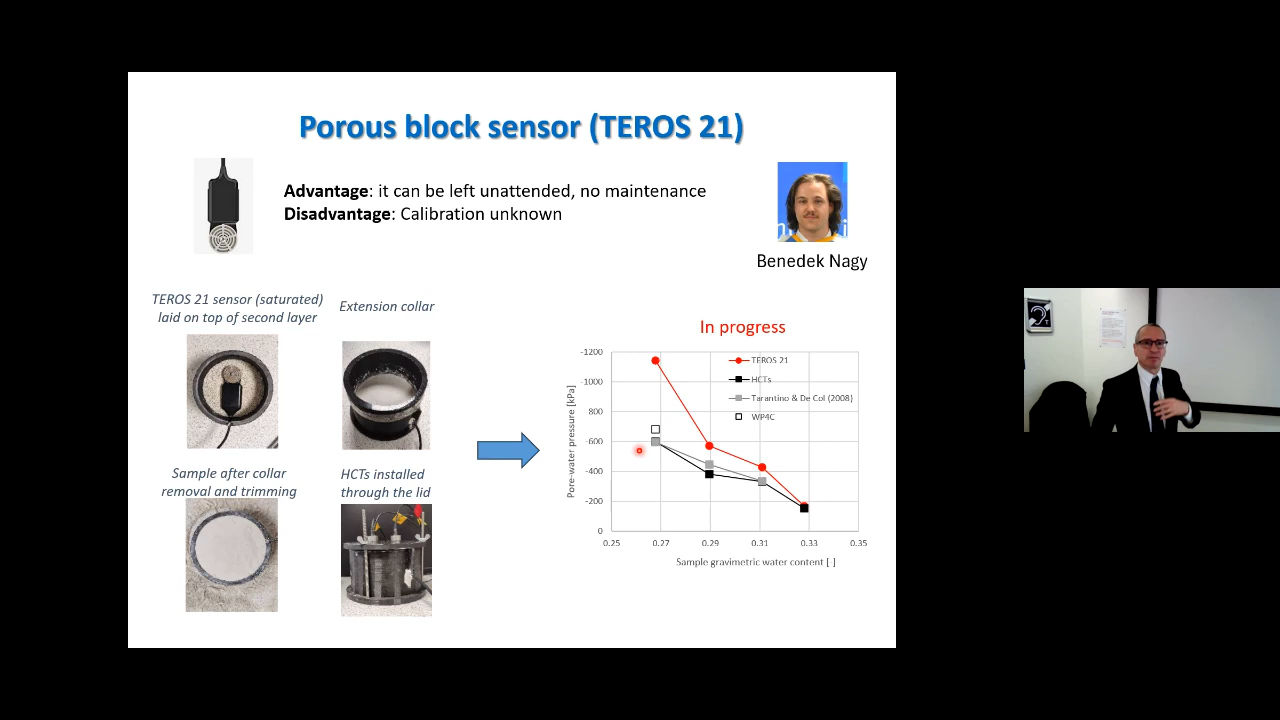 Porous block sensor (TEROS 21)
Advantage: it can be left unattended, no maintenance
Disadvantage: Calibration unknown
Benedek Nagy
TEROS 21 sensor (saturated)
laid on top of second layer
Extension collar
Sample after collar
removal and trimming
HCTs installed
through the lid
In progress
Pore-water pressure [kPa]
-1200
-1000
-800
-600
-400
-200
0
0.25
0.27
0.29
0.31
0.33
0.35
Sample gravimetric water content [-]
TEROS 21
HCTs
Tarantino & De Col (2008)
WP4C
T